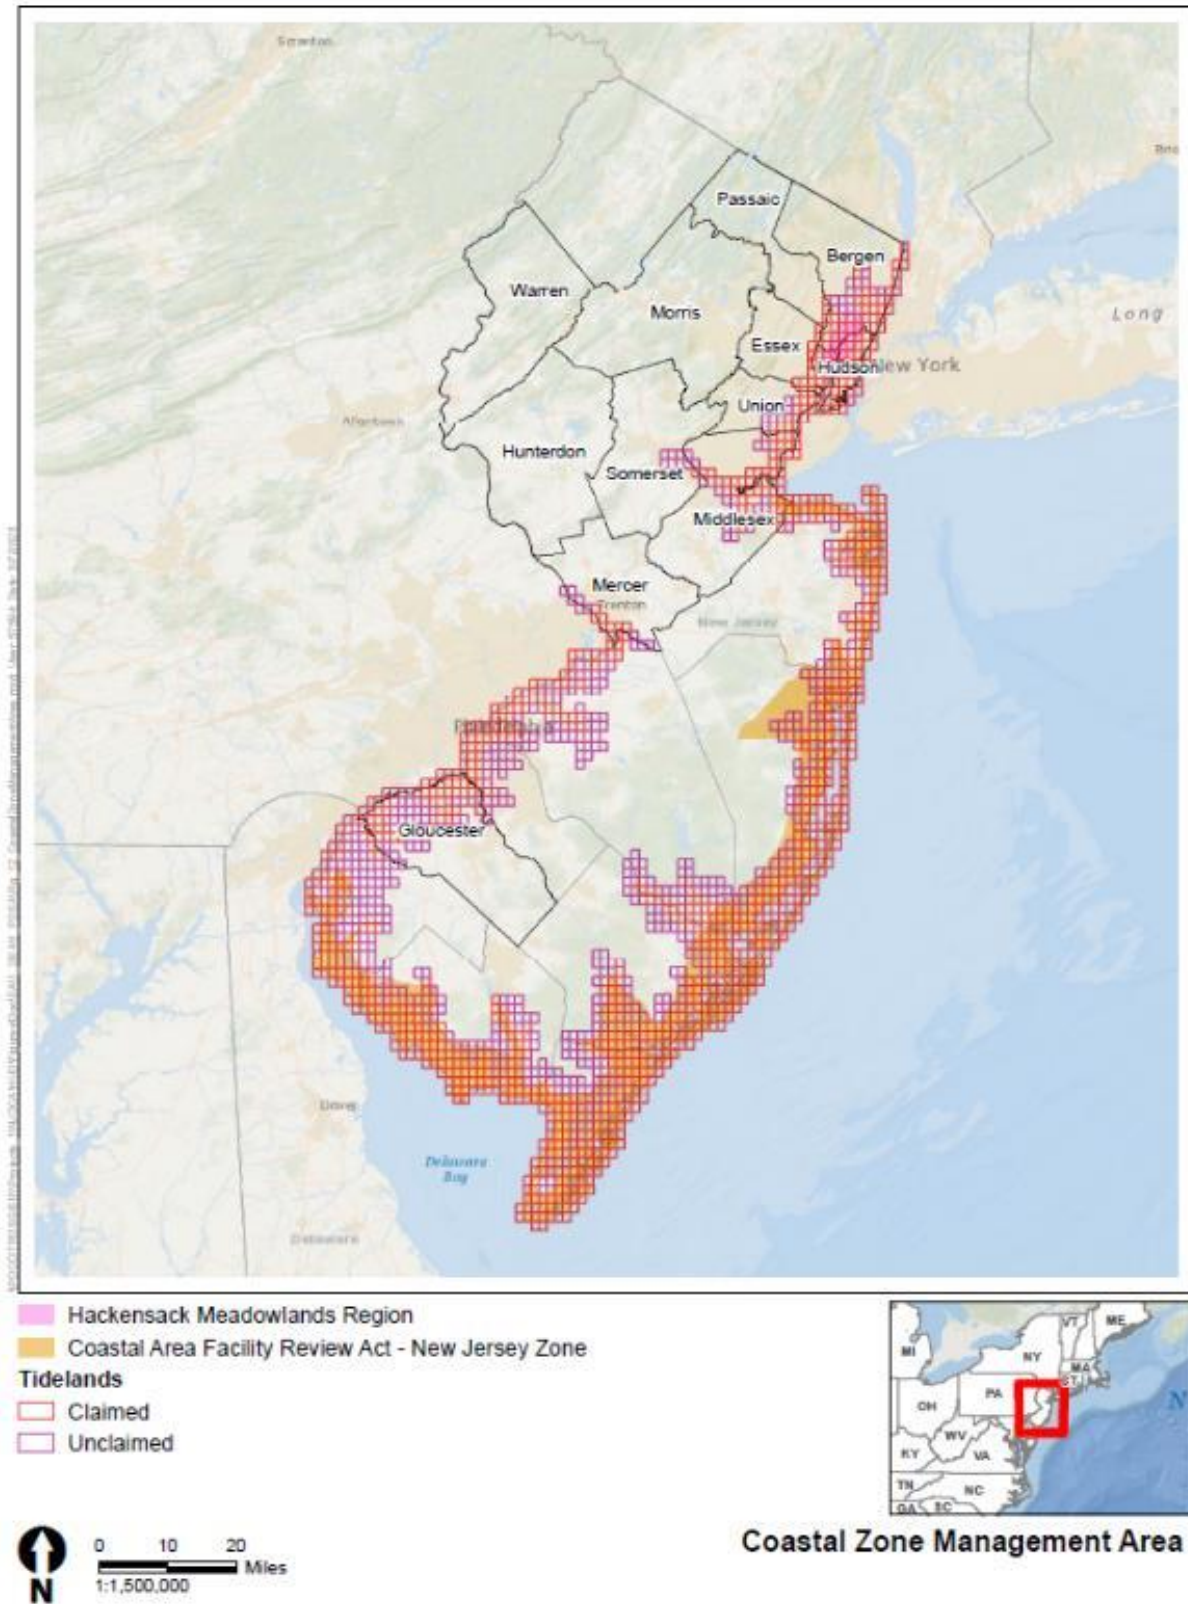 Scranton
Passaic
Bergen
Warren
Morris
Long
Essex
Hudson
New York
Union
Allentown
Hunterdon
Somerset
Middlesex
Mercer
Trenton
New Jersey
Gloucester
Dover
Delaware
Bay
Delaware
Hackensack Meadowlands Region
Coastal Area Facility Review Act - New Jersey Zone
Tidelands
Claimed
Unclaimed
VT
ME
MI
NY
MA
PA
OH
WV
KY
VA
TN
NC
SC
N
0 10 20
Miles
1:1,500,000
N
Coastal Zone Management Area